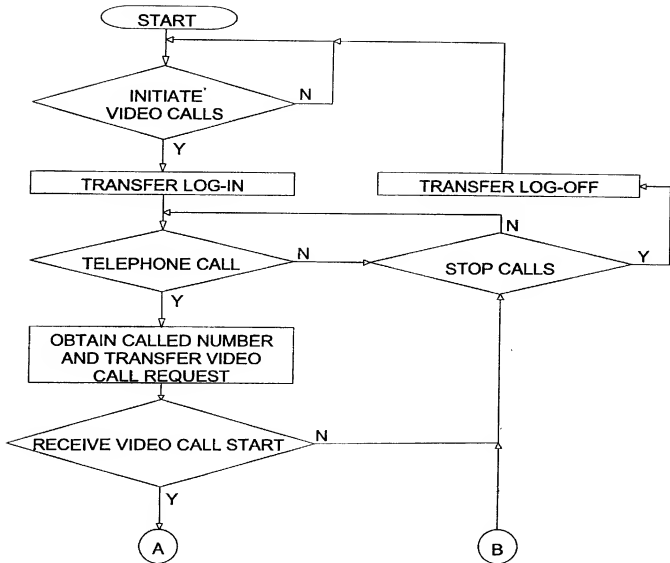 START
INITIATE
VIDEO CALLS
N
Y
TRANSFER LOG-IN
TRANSFER LOG-OFF
N
TELEPHONE CALL
N
STOP CALLS
Y
Y
OBTAIN CALLED NUMBER
AND TRANSFER VIDEO
CALL REQUEST
RECEIVE VIDEO CALL START
N
Y
A
B